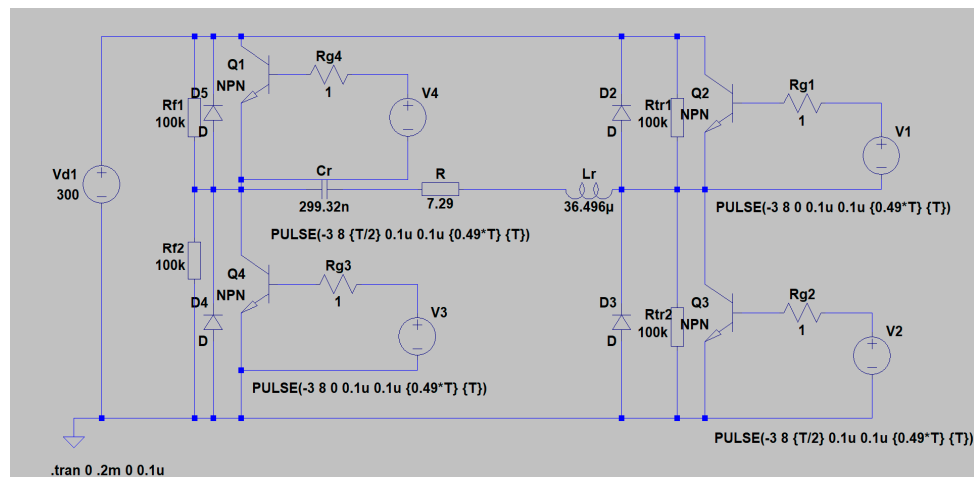 Q1
NPN
Rg4
1
V4
D5
D
Rf1
100k
Vd1
300
Cr
299.32n
R
7.29
Lr
36.496µ
D2
D
Rtr1
100k
Q2
NPN
Rg1
1
V1
PULSE(-3 8 {T/2} 0.1u 0.1u {0.49*T} {T})
PULSE(-3 8 0 0.1u 0.1u {0.49*T} {T})
Rf2
100k
Q4
NPN
Rg3
1
V3
D4
D
PULSE(-3 8 0 0.1u 0.1u {0.49*T} {T})
D3
D
Rtr2
100k
Q3
NPN
Rg2
1
V2
PULSE(-3 8 {T/2} 0.1u 0.1u {0.49*T} {T})
.tran 0 .2m 0 0.1u